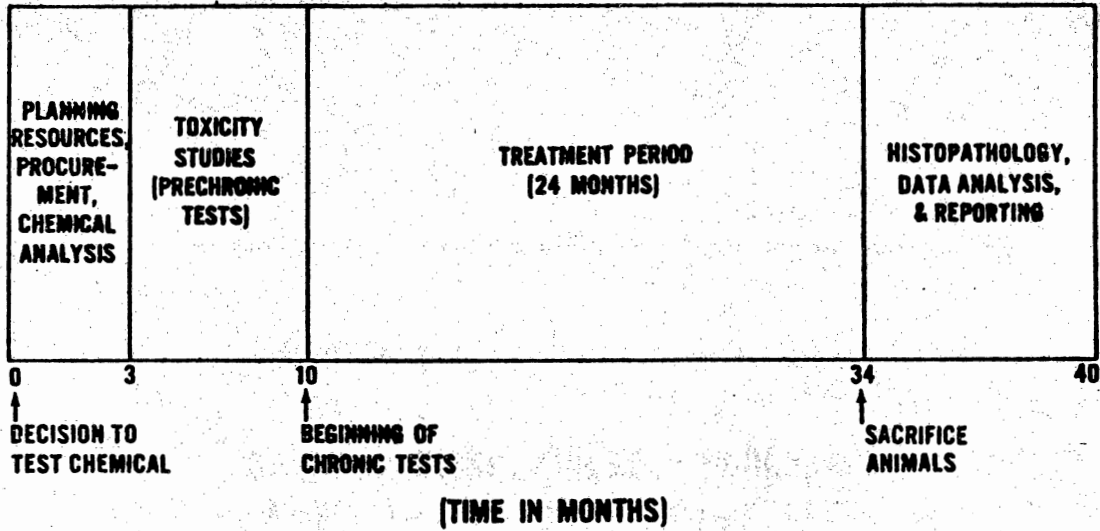 PLANNING
RESOURCES,
PROCURE-
MENT,
CHEMICAL
ANALYSIS
TOXICITY
STUDIES
(PRECHRONIC
TESTS)
TREATMENT PERIOD
(24 MONTHS)
HISTOPATHOLOGY,
DATA ANALYSIS,
& REPORTING
0 3 10 34 40
DECISION TO
TEST CHEMICAL
BEGINNING OF
CHRONIC TESTS
SACRIFICE
ANIMALS
(TIME IN MONTHS)